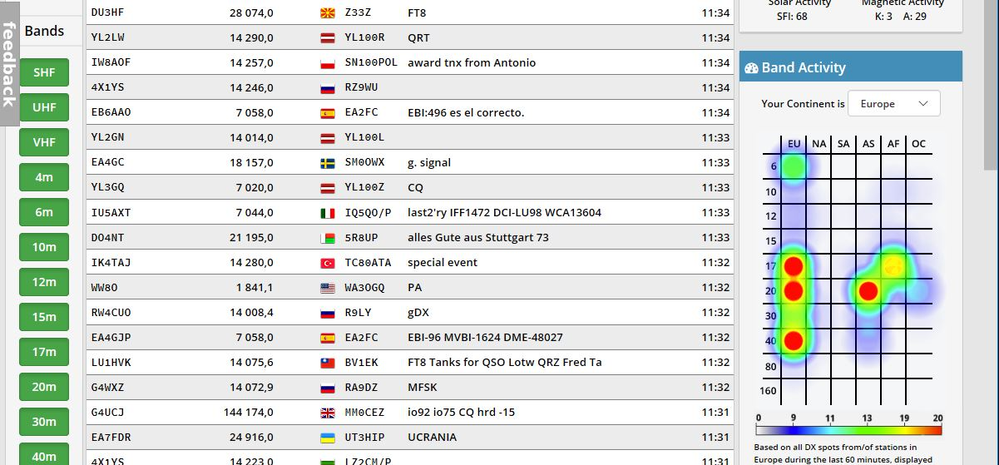 feedback
Bands
SHF
UHF
VHF
4m
6m
10m
12m
15m
17m
20m
30m
40m
DU3HF 28 074,0 Z33Z FT8 11:34
YL2LW 14 290,0 YL100R QRT 11:34
IW8AOF 14 257,0 SN100POL award tnx from Antonio 11:34
4X1YS 14 246,0 RZ9WU 11:34
EB6AAO 7 058,0 EA2FC EBI:496 es el correcto. 11:34
YL2GN 14 014,0 YL100L 11:33
EA4GC 18 157,0 SM0OWX g. signal 11:33
YL3GQ 7 020,0 YL100Z CQ 11:33
IU5AXT 7 044,0 IQ5QO/P last2'ry IFF1472 DCI-LU98 WCA13604 11:33
DO4NT 21 195,0 5R8UP alles Gute aus Stuttgart 73 11:33
IK4TAJ 14 280,0 TC80ATA special event 11:32
WW8O 1 841,1 WA3OGQ PA 11:32
RW4CUO 14 008,4 R9LY gDX 11:32
EA4GJP 7 058,0 EA2FC EBI-96 MVBI-1624 DME-48027 11:32
LU1HVK 14 075,6 BV1EK FT8 Tanks for QSO Lotw QRZ Fred Ta 11:32
G4WXZ 14 072,9 RA9DZ MFSK 11:32
G4UCJ 144 174,0 MM0CEZ io92 io75 CQ hrd -15 11:31
EA7FDR 24 916,0 UT3HIP UCRANIA 11:31
4X1YS 14 223,0 LZ2CM/P 11:31
Solar Activity Magnetic Activity
SFI: 68 K: 3 A: 29
Band Activity
Your Continent is Europe
EU NA SA AS AF OC
6
10
12
15
17
20
30
40
80
160
0 9 11 13 19 20
Based on all DX spots from/of stations in
Europe during the last 60 minutes, displayed